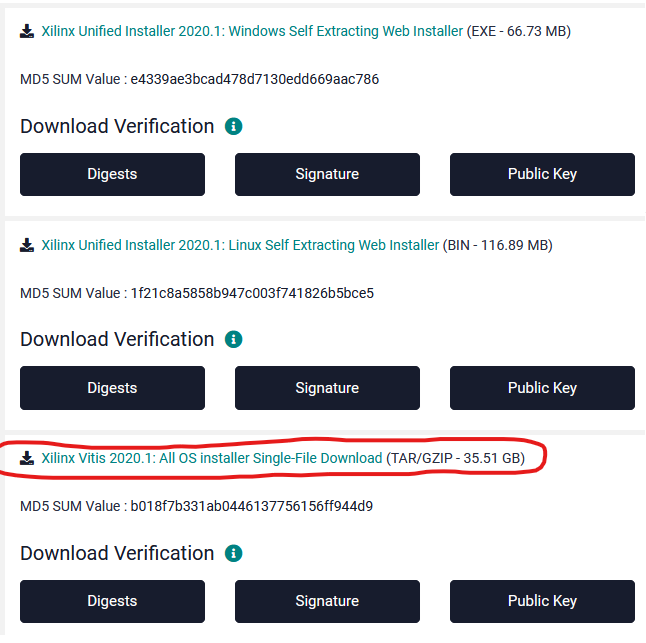 Xilinx Unified Installer 2020.1: Windows Self Extracting Web Installer (EXE - 66.73 MB)
MD5 SUM Value : e4339ae3bcad478d7130edd669aac786
Download Verification
Digests Signature Public Key
Xilinx Unified Installer 2020.1: Linux Self Extracting Web Installer (BIN - 116.89 MB)
MD5 SUM Value : 1f21c8a5858b947c003f741826b5bce5
Download Verification
Digests Signature Public Key
Xilinx Vitis 2020.1: All OS installer Single-File Download (TAR/GZIP - 35.51 GB)
MD5 SUM Value : b018f7b331ab0446137756156ff944d9
Download Verification
Digests Signature Public Key